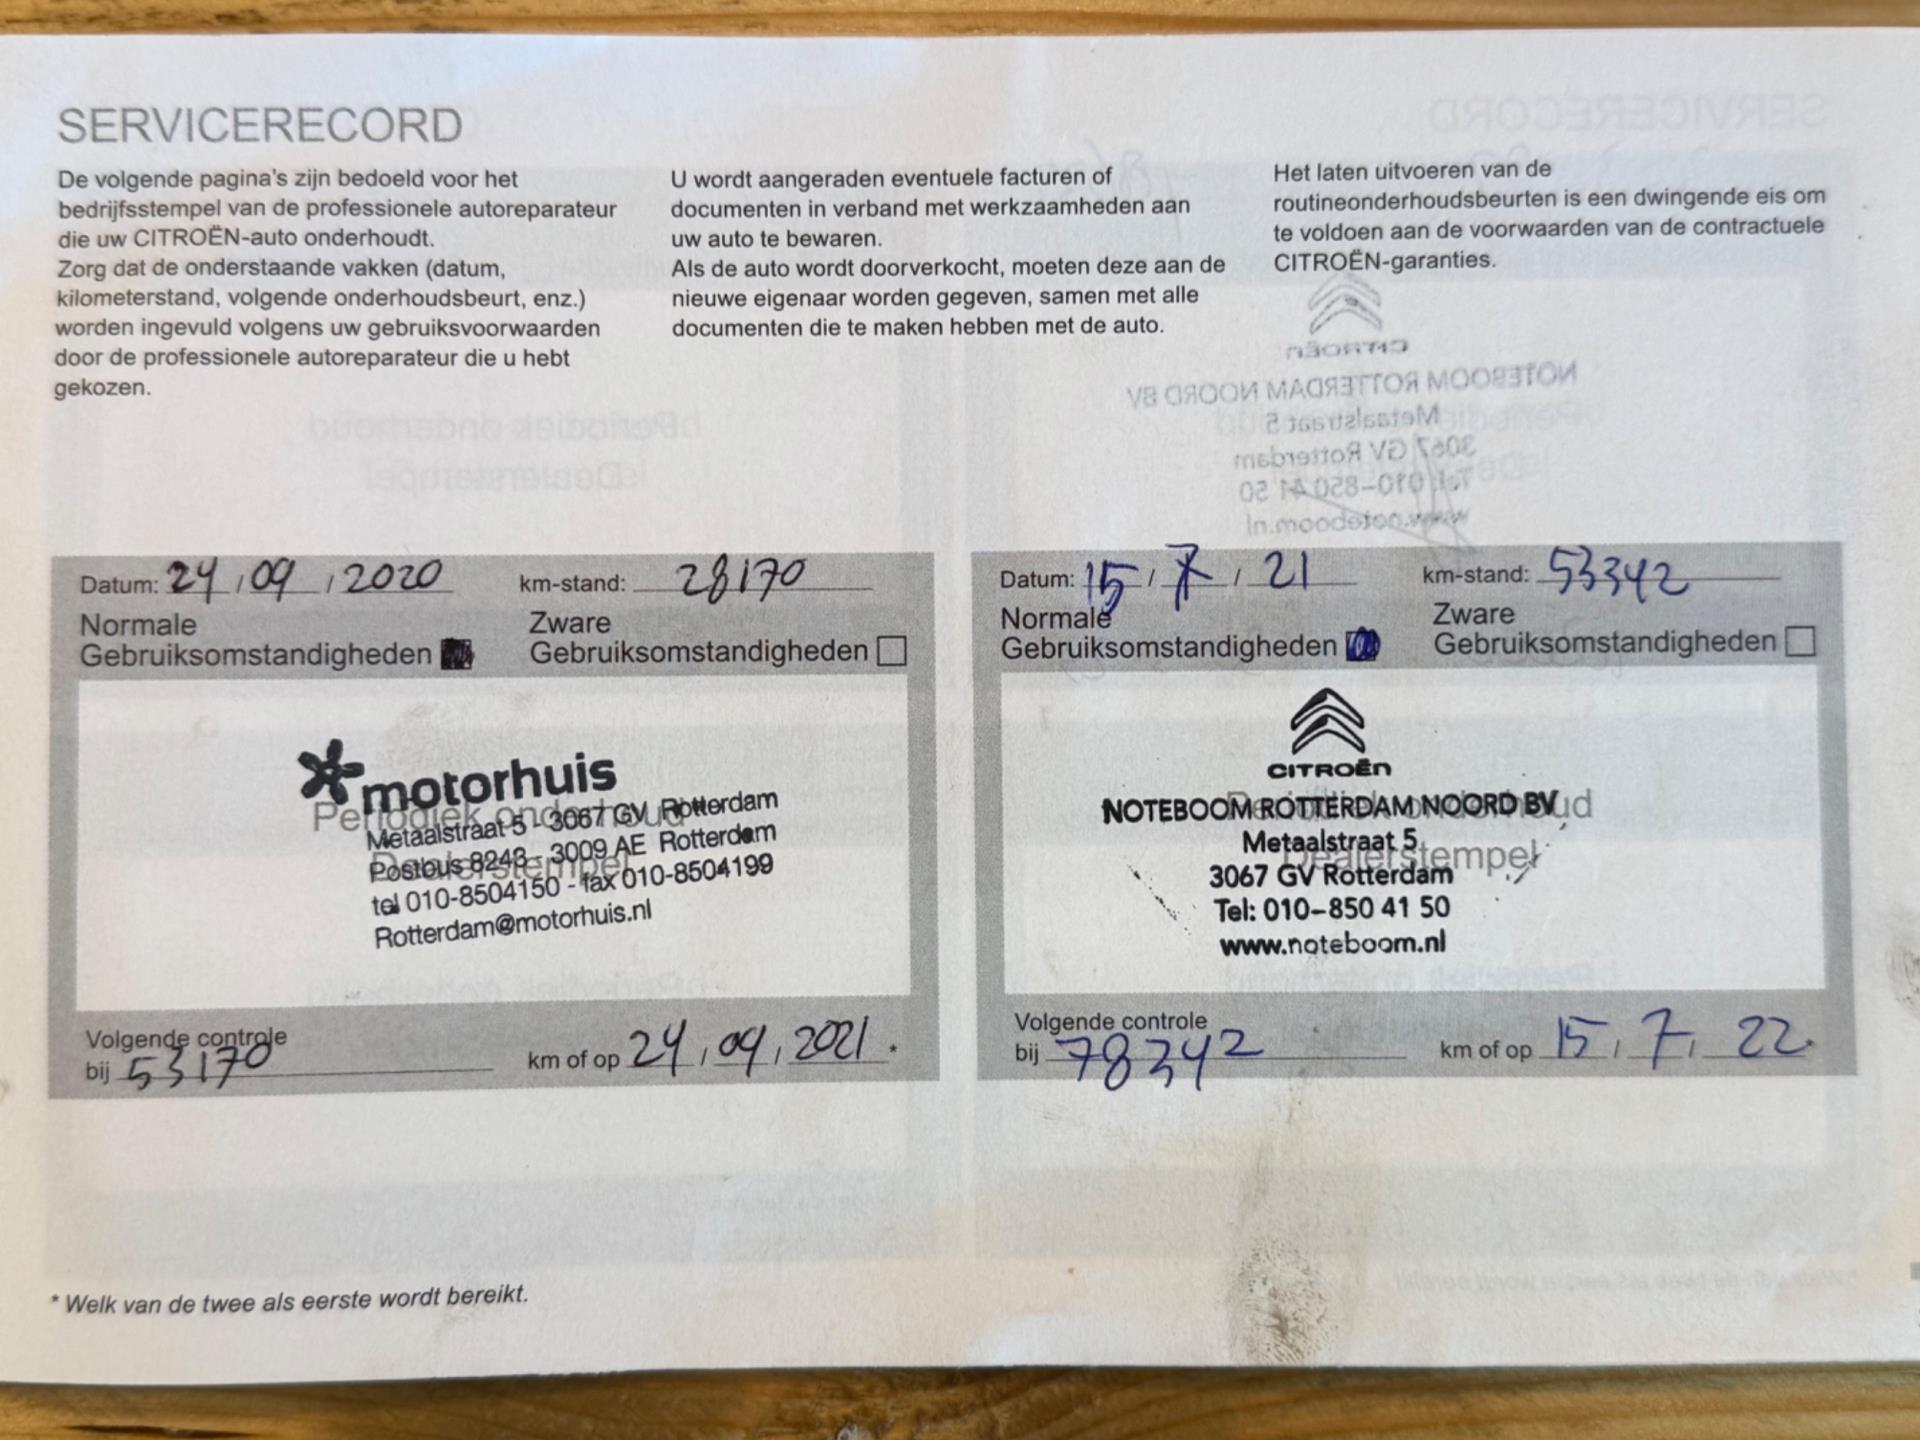 SERVICERECORD
De volgende pagina's zijn bedoeld voor het
bedrijfsstempel van de professionele autoreparateur
die uw CITROËN-auto onderhoudt.
Zorg dat de onderstaande vakken (datum,
kilometerstand, volgende onderhoudsbeurt, enz.)
worden ingevuld volgens uw gebruiksvoorwaarden
door de professionele autoreparateur die u hebt
gekozen.
U wordt aangeraden eventuele facturen of
documenten in verband met werkzaamheden aan
uw auto te bewaren.
Als de auto wordt doorverkocht, moeten deze aan de
nieuwe eigenaar worden gegeven, samen met alle
documenten die te maken hebben met de auto.
Het laten uitvoeren van de
routineonderhoudsbeurten is een dwingende eis om
te voldoen aan de voorwaarden van de contractuele
CITROËN-garanties.
Datum: 24 / 09 / 2020 km-stand: 28170
Normale Zware
Gebruiksomstandigheden Gebruiksomstandigheden
motorhuis
Periodiek onderhoud
Metaalstraat 5 - 3067 GV Rotterdam
Dealerstempel
Postbus 8243 - 3009 AE Rotterdam
tel 010-8504150 - fax 010-8504199
Rotterdam@motorhuis.nl
Volgende controle
bij 53170 km of op 24 / 09 / 2021 *
Datum: 15 / 7 / 21 km-stand: 53342
Normale Zware
Gebruiksomstandigheden Gebruiksomstandigheden
CITROËN
NOTEBOOM ROTTERDAM NOORD BV
Periodiek onderhoud
Metaalstraat 5
Dealerstempel
3067 GV Rotterdam
Tel: 010-850 41 50
www.noteboom.nl
Volgende controle
bij 78342 km of op 15 / 7 / 22 *
* Welk van de twee als eerste wordt bereikt.